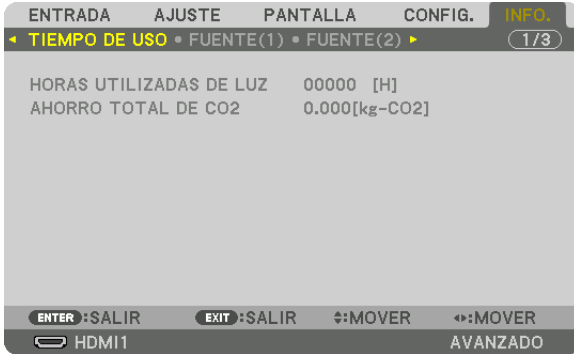 ENTRADA AJUSTE PANTALLA CONFIG. INFO.
TIEMPO DE USO • FUENTE(1) • FUENTE(2) 1/3
HORAS UTILIZADAS DE LUZ 00000 [H]
AHORRO TOTAL DE CO2 0.000[kg-CO2]
ENTER :SALIR EXIT :SALIR :MOVER :MOVER
HDMI1 AVANZADO